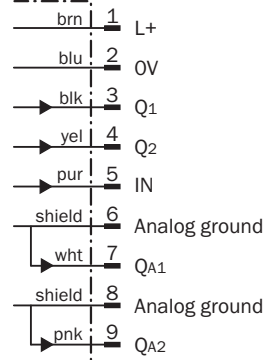 brn 1 L+
blu 2 0V
blk 3 Q1
yel 4 Q2
pur 5 IN
shield 6 Analog ground
wht 7 QA1
shield 8 Analog ground
pnk 9 QA2